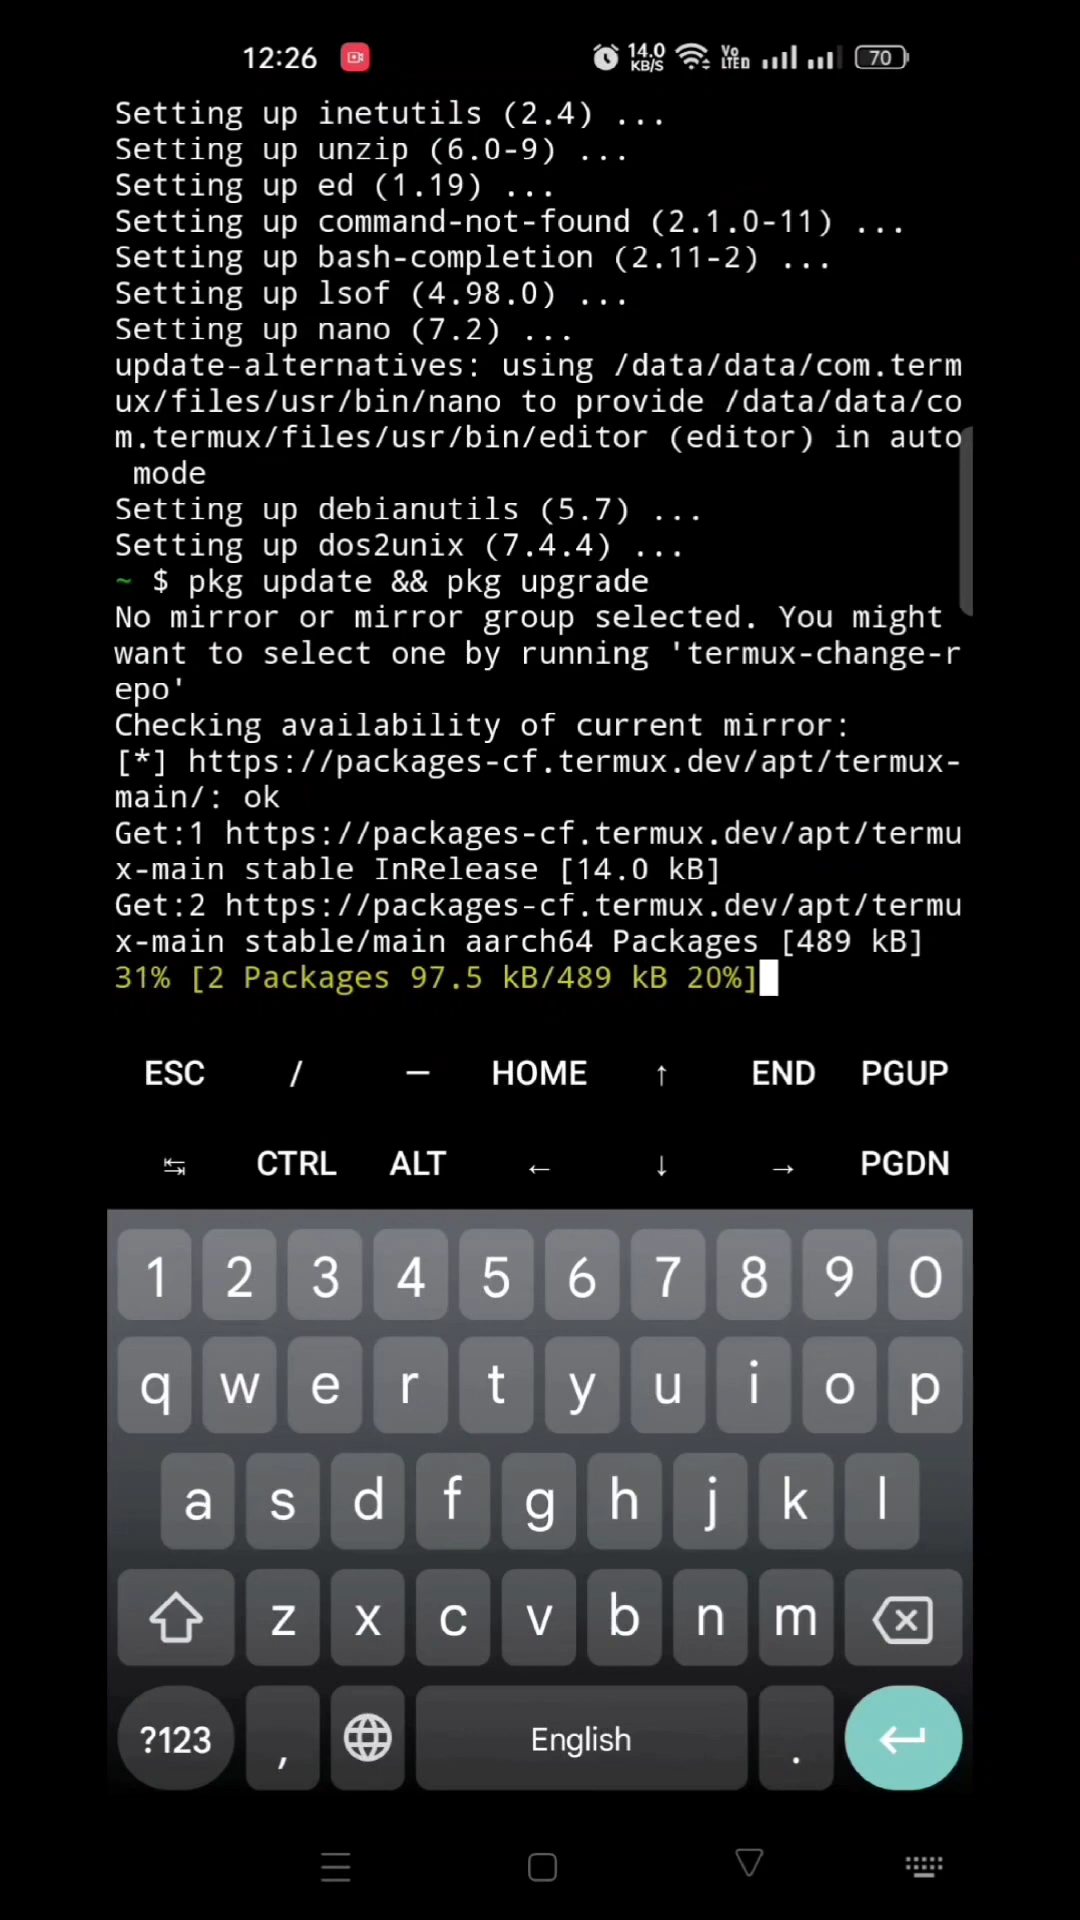 12:26 14.0 KB/S Vo LTE 70
Setting up inetutils (2.4) ...
Setting up unzip (6.0-9) ...
Setting up ed (1.19) ...
Setting up command-not-found (2.1.0-11) ...
Setting up bash-completion (2.11-2) ...
Setting up lsof (4.98.0) ...
Setting up nano (7.2) ...
update-alternatives: using /data/data/com.term
ux/files/usr/bin/nano to provide /data/data/co
m.termux/files/usr/bin/editor (editor) in auto
 mode
Setting up debianutils (5.7) ...
Setting up dos2unix (7.4.4) ...
~ $ pkg update && pkg upgrade
No mirror or mirror group selected. You might
want to select one by running 'termux-change-r
epo'
Checking availability of current mirror:
[*] https://packages-cf.termux.dev/apt/termux-
main/: ok
Get:1 https://packages-cf.termux.dev/apt/termu
x-main stable InRelease [14.0 kB]
Get:2 https://packages-cf.termux.dev/apt/termu
x-main stable/main aarch64 Packages [489 kB]
31% [2 Packages 97.5 kB/489 kB 20%]
ESC / — HOME ↑ END PGUP
↹ CTRL ALT ← ↓ → PGDN
1 2 3 4 5 6 7 8 9 0
q w e r t y u i o p
a s d f g h j k l
z x c v b n m
?123 , English .